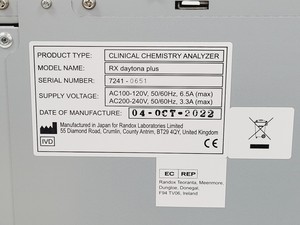 PRODUCT TYPE: CLINICAL CHEMISTRY ANALYZER
MODEL NAME: RX daytona plus
SERIAL NUMBER: 7241-0651
SUPPLY VOLTAGE: AC100-120V, 50/60Hz, 6.5A (max)
AC200-240V, 50/60Hz, 3.3A (max)
DATE OF MANUFACTURE: 04-OCT-2022
Manufactured in Japan for Randox Laboratories Limited
55 Diamond Road, Crumlin, County Antrim, BT29 4QY, United Kingdom
IVD
CE
EC REP
Randox Teoranta, Meenmore,
Dungloe, Donegal,
F94 TV06, Ireland